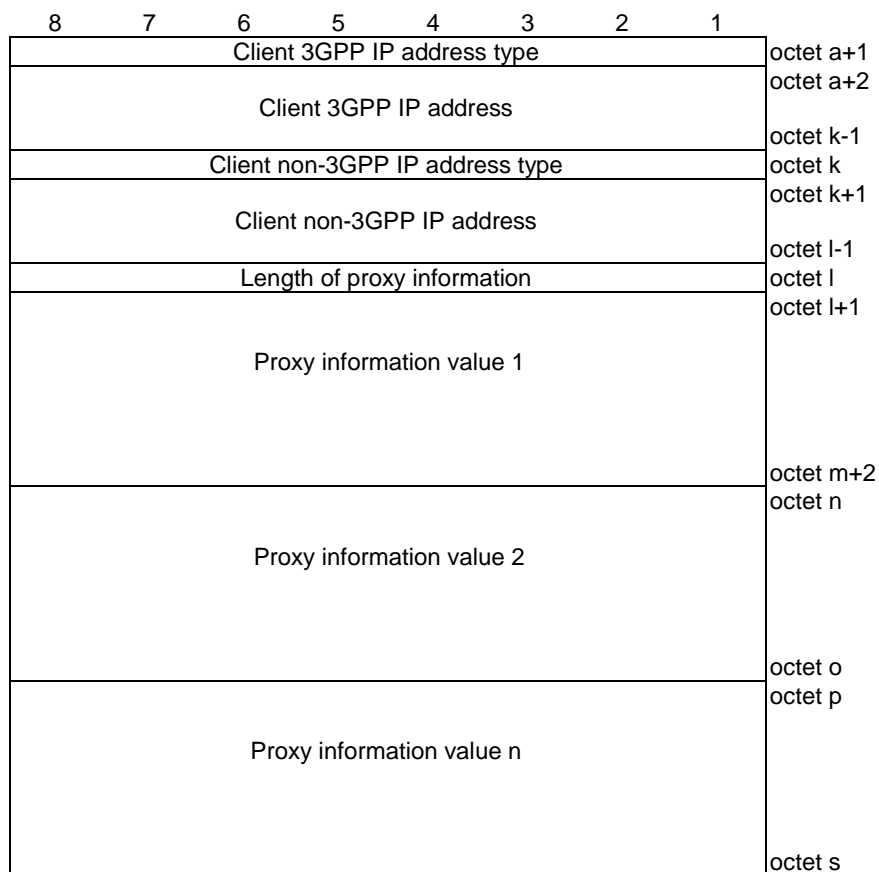 8 7 6 5 4 3 2 1
Client 3GPP IP address type octet a+1
octet a+2
Client 3GPP IP address
octet k-1
Client non-3GPP IP address type octet k
octet k+1
Client non-3GPP IP address
octet l-1
Length of proxy information octet l
octet l+1
Proxy information value 1
octet m+2
octet n
Proxy information value 2
octet o
octet p
Proxy information value n
octet s